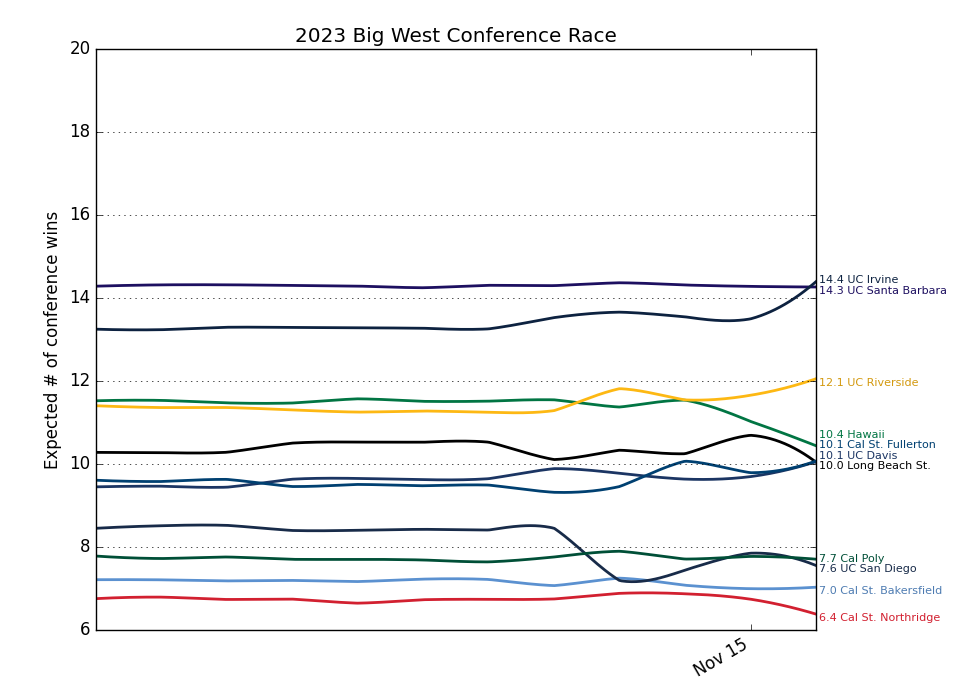 2023 Big West Conference Race
Expected # of conference wins
20
18
16
14
12
10
8
6
14.4 UC Irvine
14.3 UC Santa Barbara
12.1 UC Riverside
10.4 Hawaii
10.1 Cal St. Fullerton
10.1 UC Davis
10.0 Long Beach St.
7.7 Cal Poly
7.6 UC San Diego
7.0 Cal St. Bakersfield
6.4 Cal St. Northridge
Nov 15